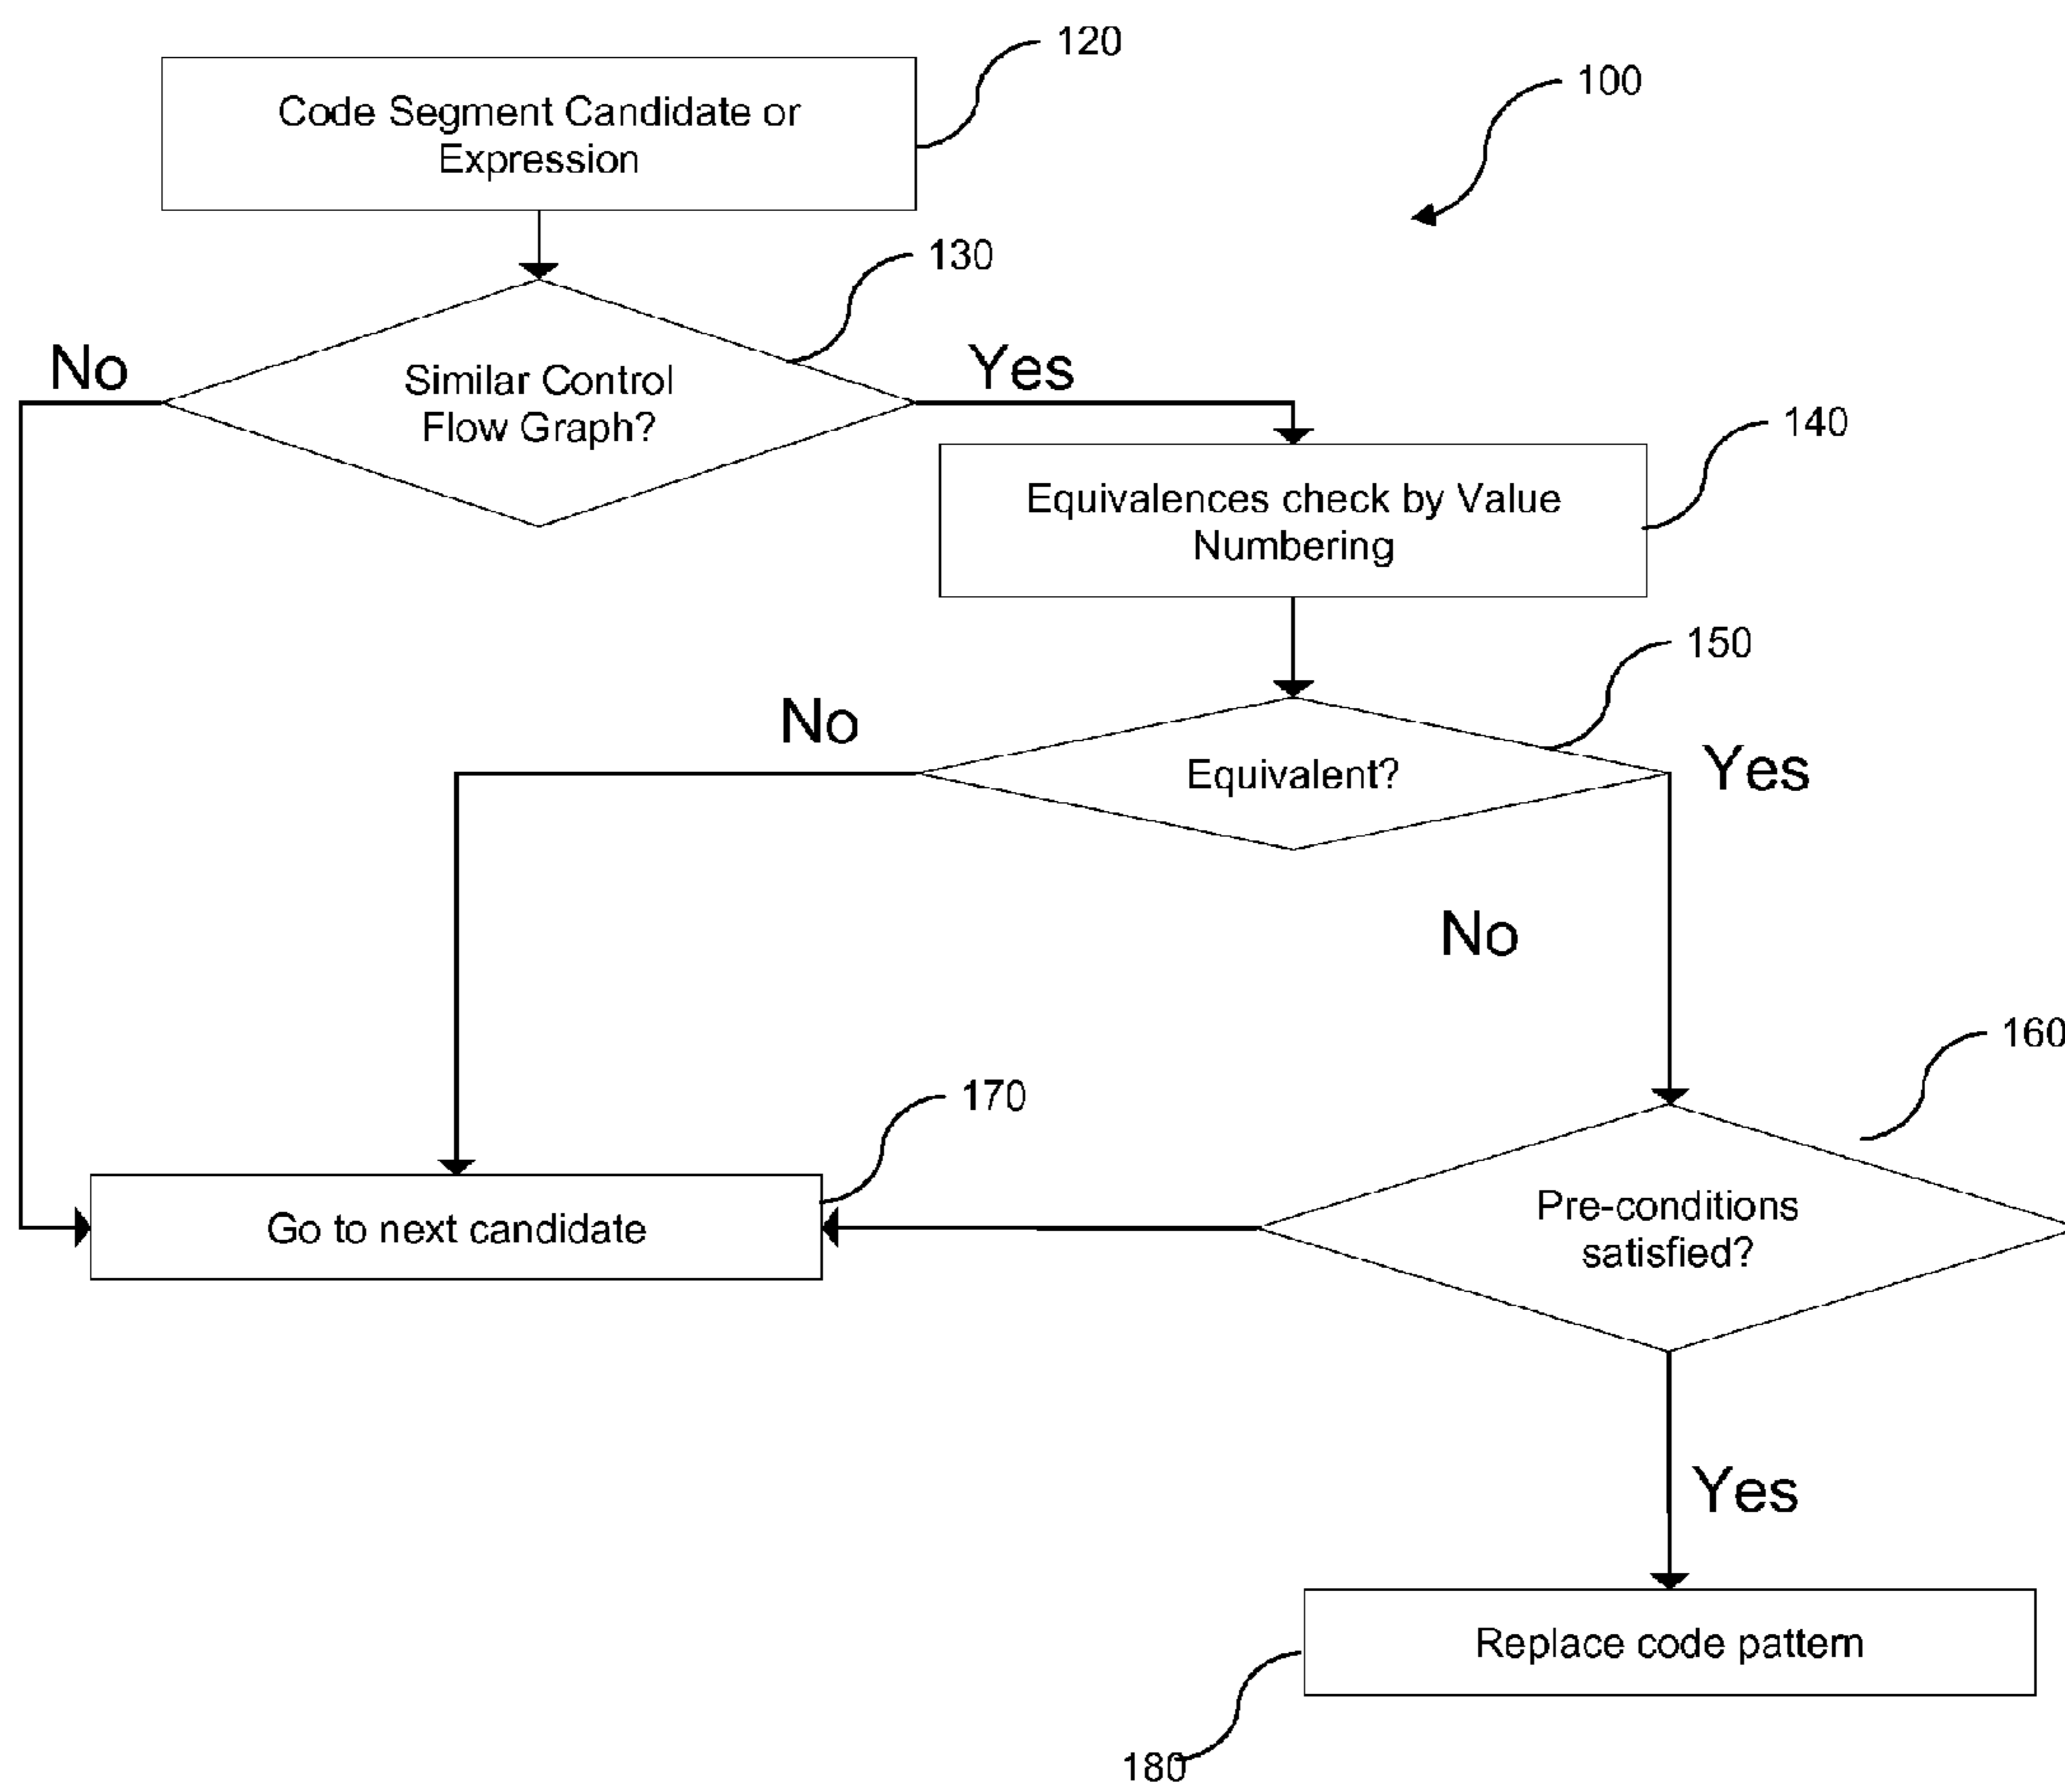 120
100
Code Segment Candidate or
Expression
130
No
Yes
Similar Control
Flow Graph?
140
Equivalences check by Value
Numbering
150
No
Equivalent?
Yes
No
160
170
Pre-conditions
satisfied?
Go to next candidate
Yes
Replace code pattern
180